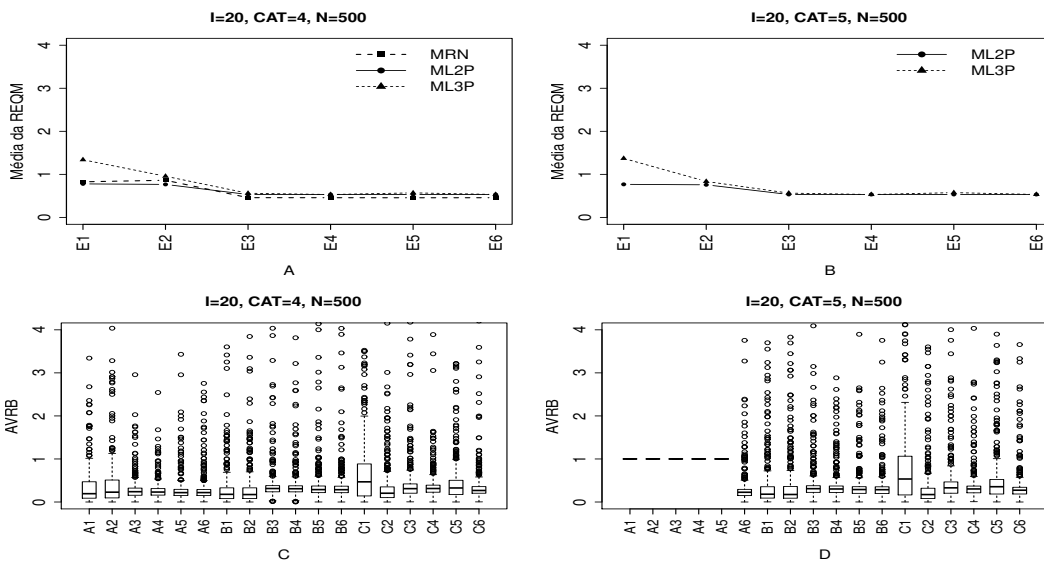 I=20, CAT=4, N=500
Média da REQM
4
3
2
1
0
MRN
ML2P
ML3P
E1 E2 E3 E4 E5 E6
A
I=20, CAT=5, N=500
Média da REQM
4
3
2
1
0
ML2P
ML3P
E1 E2 E3 E4 E5 E6
B
I=20, CAT=4, N=500
AVRB
4
3
2
1
0
A1 A2 A3 A4 A5 A6 B1 B2 B3 B4 B5 B6 C1 C2 C3 C4 C5 C6
C
I=20, CAT=5, N=500
AVRB
4
3
2
1
0
A1 A2 A3 A4 A5 A6 B1 B2 B3 B4 B5 B6 C1 C2 C3 C4 C5 C6
D